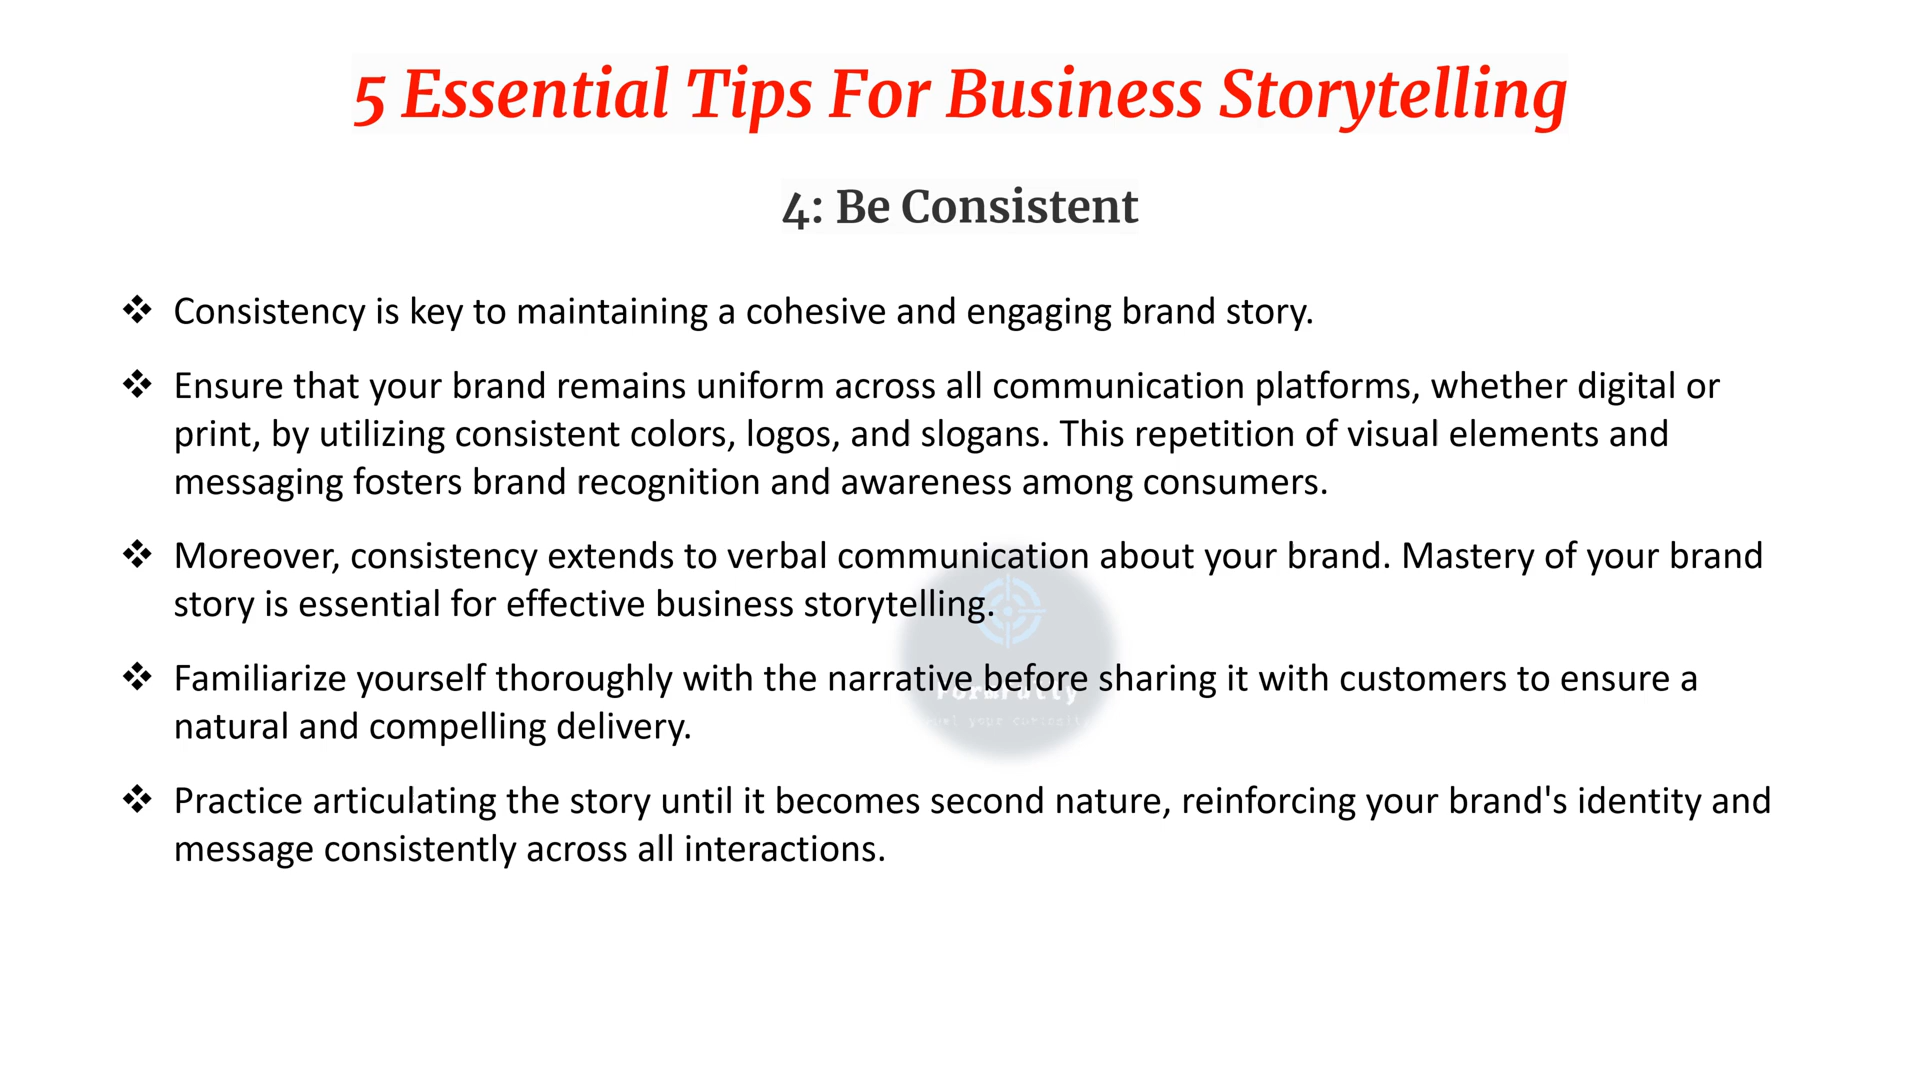 5 Essential Tips For Business Storytelling
4: Be Consistent
❖ Consistency is key to maintaining a cohesive and engaging brand story.
❖ Ensure that your brand remains uniform across all communication platforms, whether digital or
print, by utilizing consistent colors, logos, and slogans. This repetition of visual elements and
messaging fosters brand recognition and awareness among consumers.
❖ Moreover, consistency extends to verbal communication about your brand. Mastery of your brand
story is essential for effective business storytelling.
❖ Familiarize yourself thoroughly with the narrative before sharing it with customers to ensure a
natural and compelling delivery.
❖ Practice articulating the story until it becomes second nature, reinforcing your brand's identity and
message consistently across all interactions.